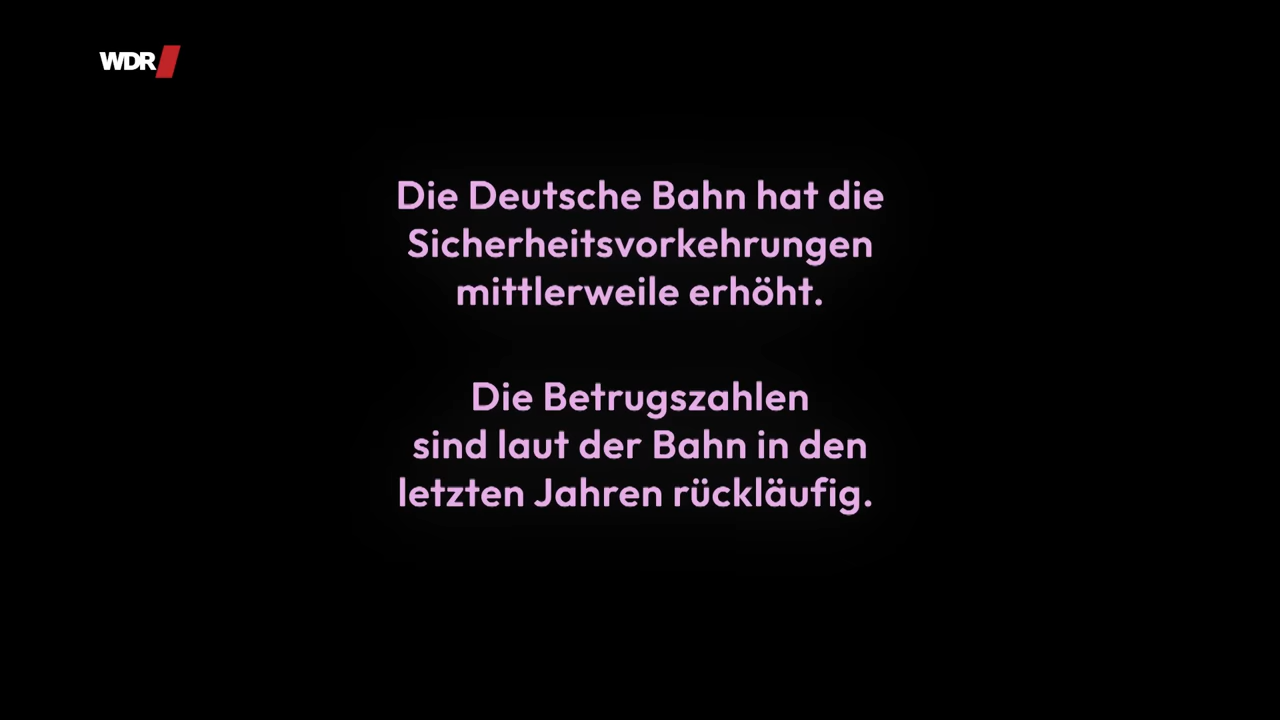 WDR
Die Deutsche Bahn hat die
Sicherheitsvorkehrungen
mittlerweile erhöht.
Die Betrugszahlen
sind laut der Bahn in den
letzten Jahren rückläufig.